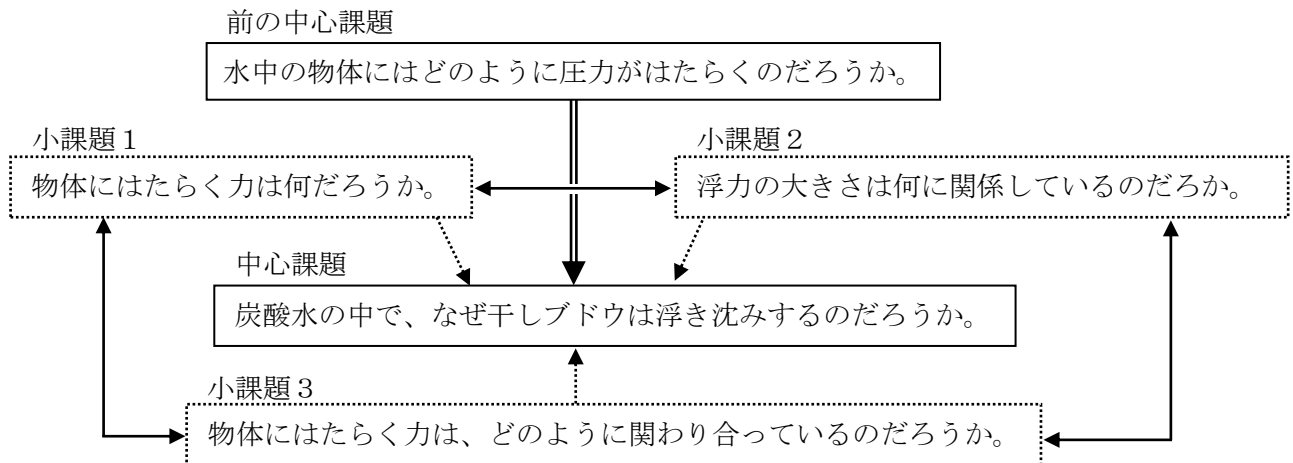 前の中心課題
水中の物体にはどのように圧力がはたらくのだろうか。
小課題１
小課題２
物体にはたらく力は何だろうか。
浮力の大きさは何に関係しているのだろか。
中心課題
炭酸水の中で、なぜ干しブドウは浮き沈みするのだろうか。
小課題３
物体にはたらく力は、どのように関わり合っているのだろうか。